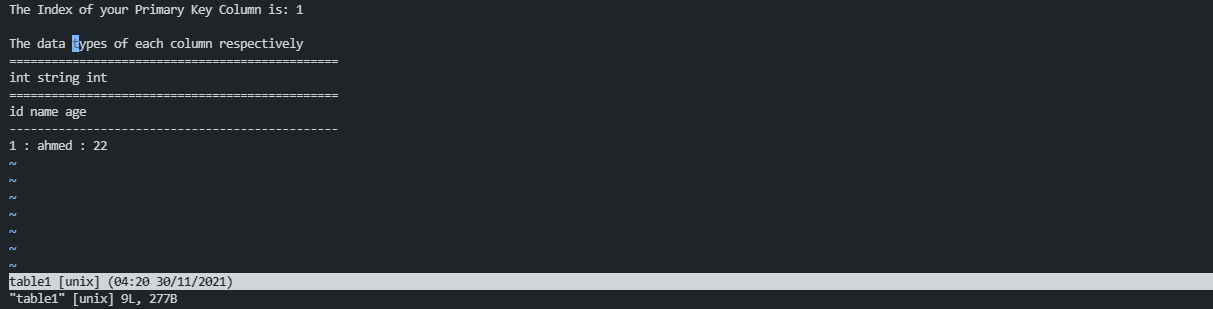 The Index of your Primary Key Column is: 1
The data types of each column respectively
===============================================
int string int
===============================================
id name age
-----------------------------------------------
1 : ahmed : 22
~
~
~
~
~
~
~
table1 [unix] (04:20 30/11/2021)
"table1" [unix] 9L, 277B